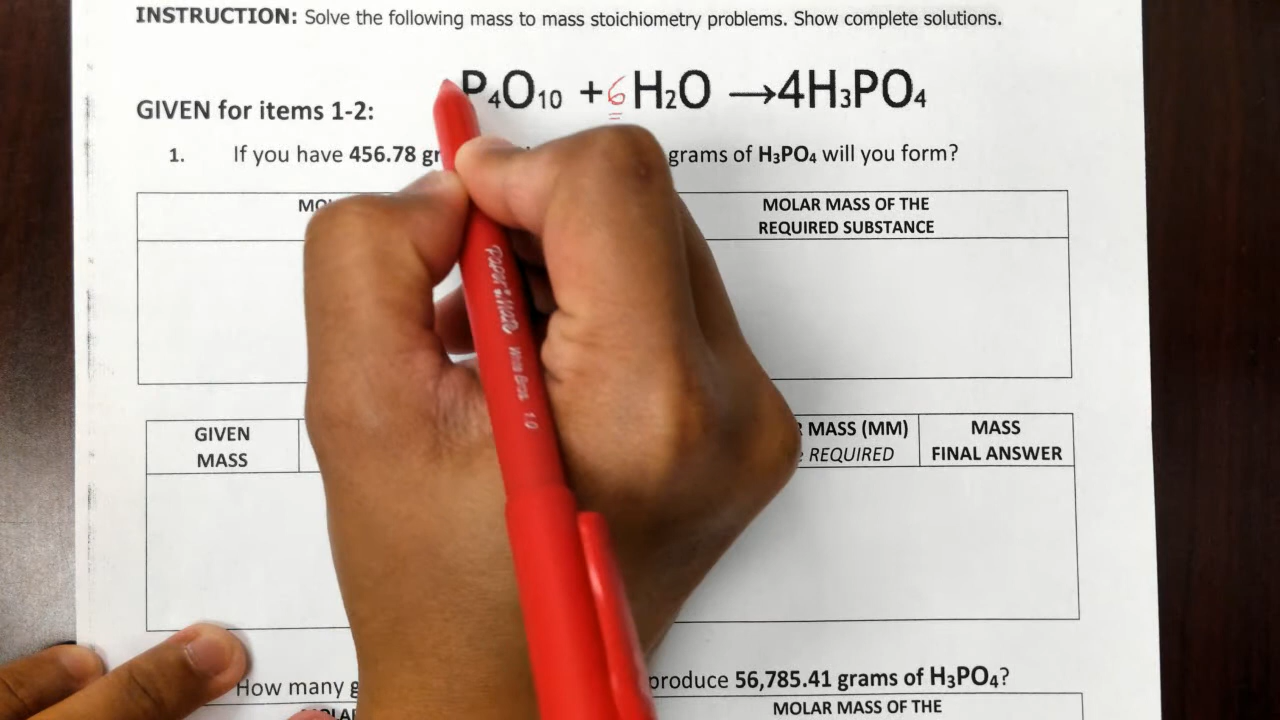 INSTRUCTION: Solve the following mass to mass stoichiometry problems. Show complete solutions.
P₄O₁₀ + 6 H₂O →4H₃PO₄
GIVEN for items 1-2:
1. If you have 456.78 gr grams of H₃PO₄ will you form?
MOLAR MASS OF THE
REQUIRED SUBSTANCE
GIVEN
MASS
MASS (MM)
REQUIRED
MASS
FINAL ANSWER
How many g produce 56,785.41 grams of H₃PO₄?
MOLAR MASS OF THE